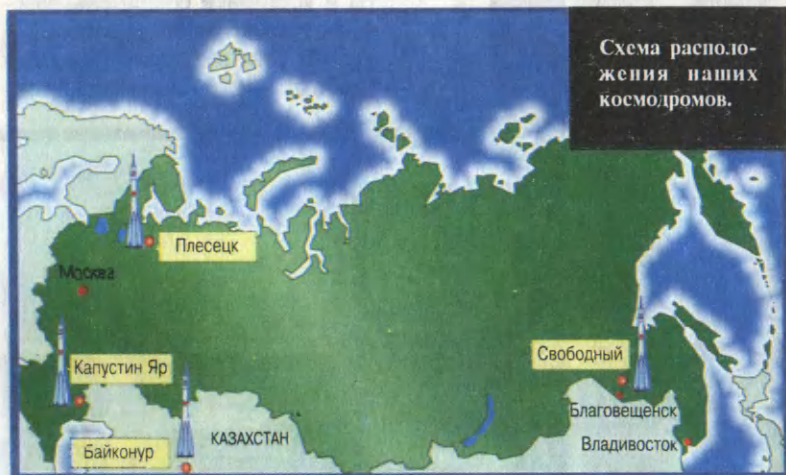 Схема располо-
жения наших
космодромов.
Плесецк
Москва
Капустин Яр
Свободный
Благовещенск
Байконур
КАЗАХСТАН
Владивосток